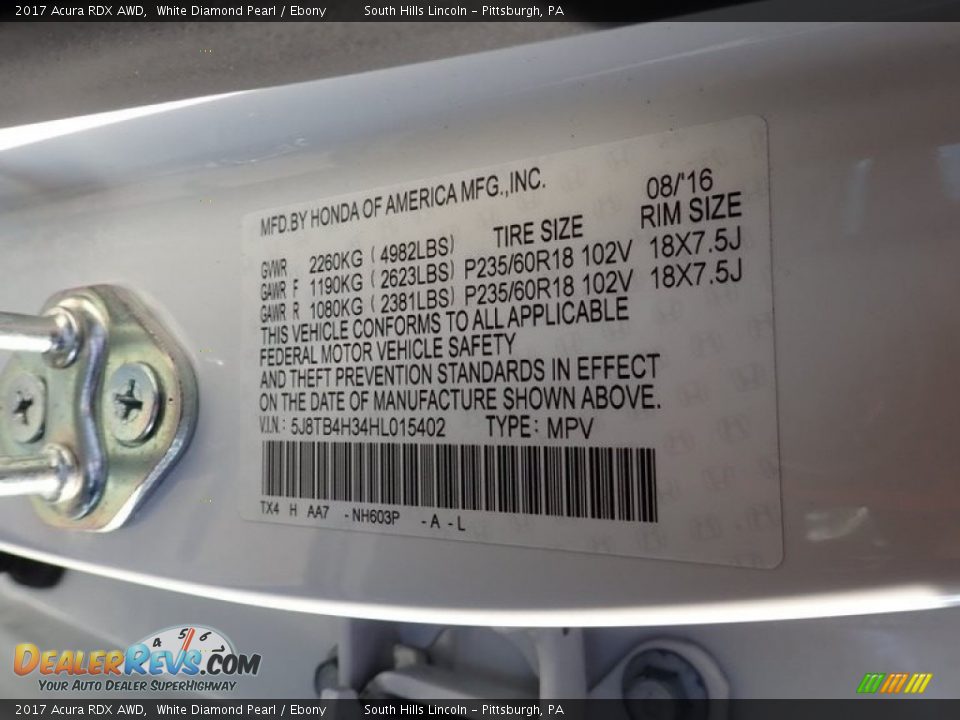 2017 Acura RDX AWD, White Diamond Pearl / Ebony South Hills Lincoln - Pittsburgh, PA
MFD.BY HONDA OF AMERICA MFG.,INC. 08/'16
TIRE SIZE RIM SIZE
GVWR 2260KG (4982LBS)
GAWR F 1190KG (2623LBS) P235/60R18 102V 18X7.5J
GAWR R 1080KG (2381LBS) P235/60R18 102V 18X7.5J
THIS VEHICLE CONFORMS TO ALL APPLICABLE
FEDERAL MOTOR VEHICLE SAFETY
AND THEFT PREVENTION STANDARDS IN EFFECT
ON THE DATE OF MANUFACTURE SHOWN ABOVE.
V.I.N.: 5J8TB4H34HL015402 TYPE: MPV
TX4 H AA7 -NH603P -A-L
4 5 6
DealerRevs.com
Your Auto Dealer SuperHighway
2017 Acura RDX AWD, White Diamond Pearl / Ebony South Hills Lincoln - Pittsburgh, PA